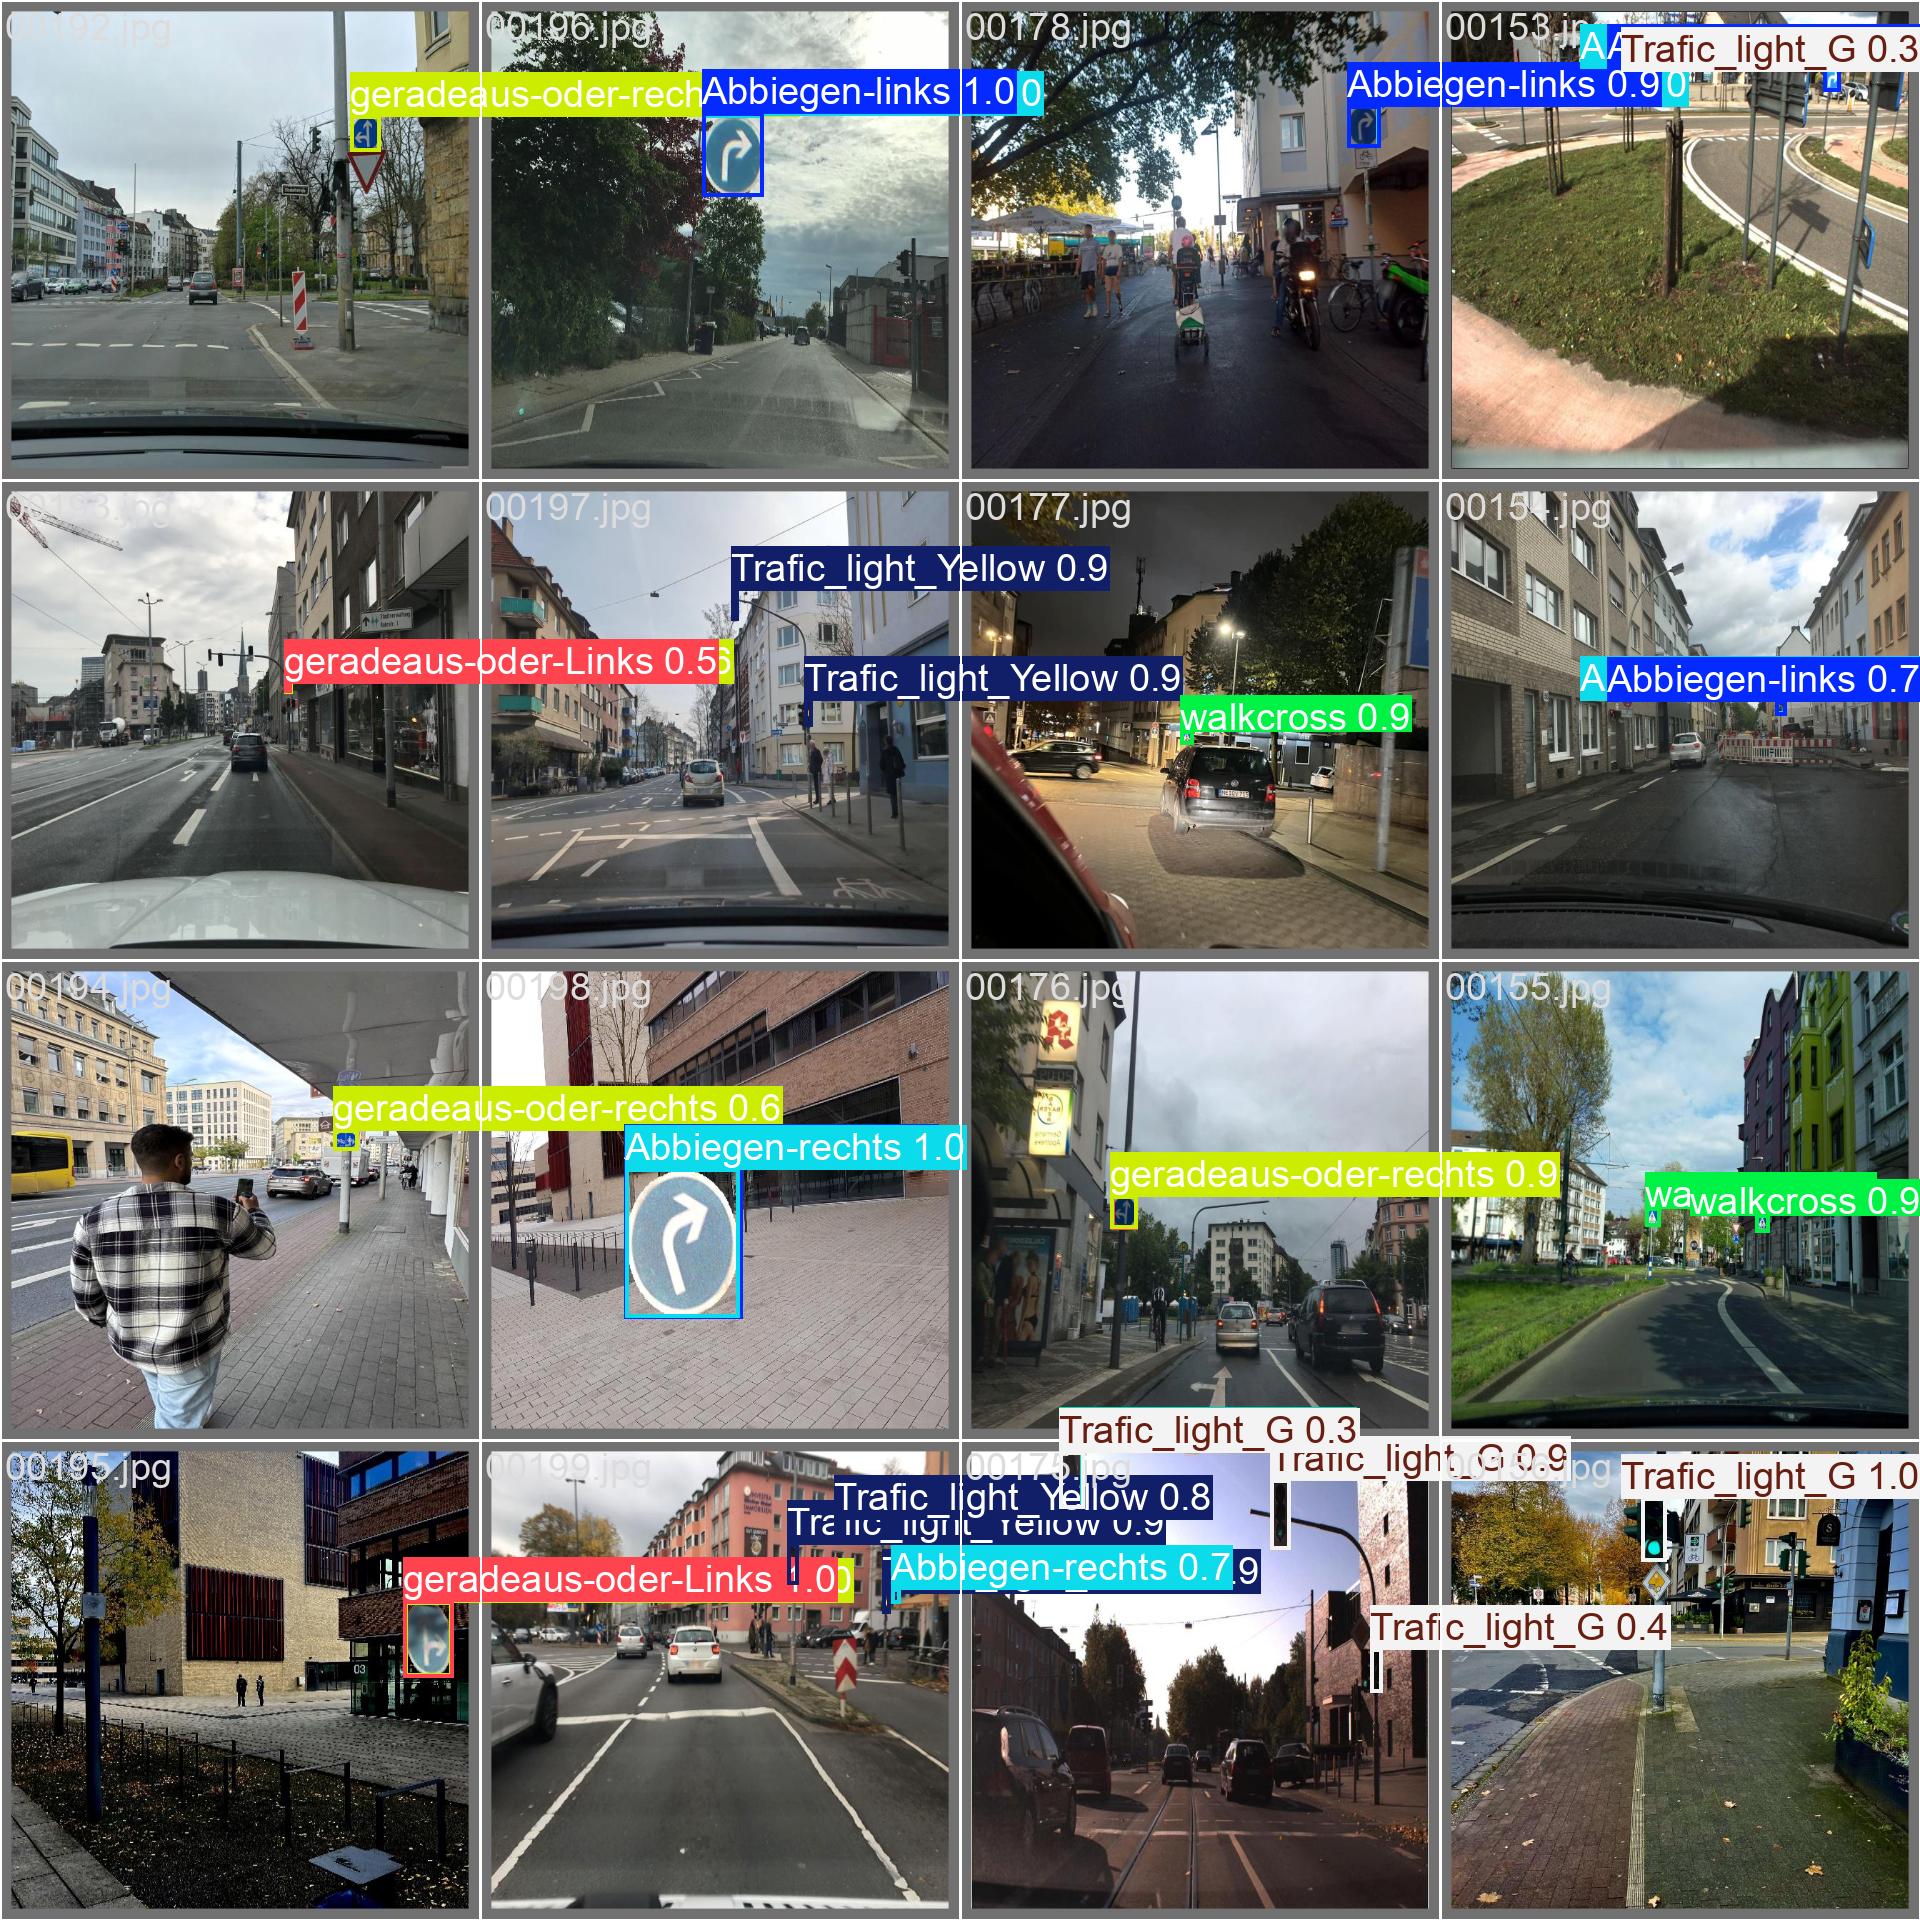 00192.jpg
geradeaus-oder-rech
00196.jpg
Abbiegen-links 1.0
0
00178.jpg
Abbiegen-links 0.9
0
00153.jp
A
Trafic_light_G 0.3
00193.jpg
geradeaus-oder-Links 0.5
6
00197.jpg
Trafic_light_Yellow 0.9
Trafic_light_Yellow 0.9
00177.jpg
walkcross 0.9
00154.jpg
A
Abbiegen-links 0.7
00194.jpg
geradeaus-oder-rechts 0.6
00198.jpg
Abbiegen-rechts 1.0
00176.jpg
geradeaus-oder-rechts 0.9
00155.jpg
wa
walkcross 0.9
00195.jpg
geradeaus-oder-Links 1.0
0
03
00199.jpg
Trafic_light_Yellow 0.8
Trafic_light_Yellow 0.9
Abbiegen-rechts 0.7
.9
00175.jpg
Trafic_light_G 0.3
Trafic_light_G 0.9
Trafic_light_G 0.4
.jpg
Trafic_light_G 1.0